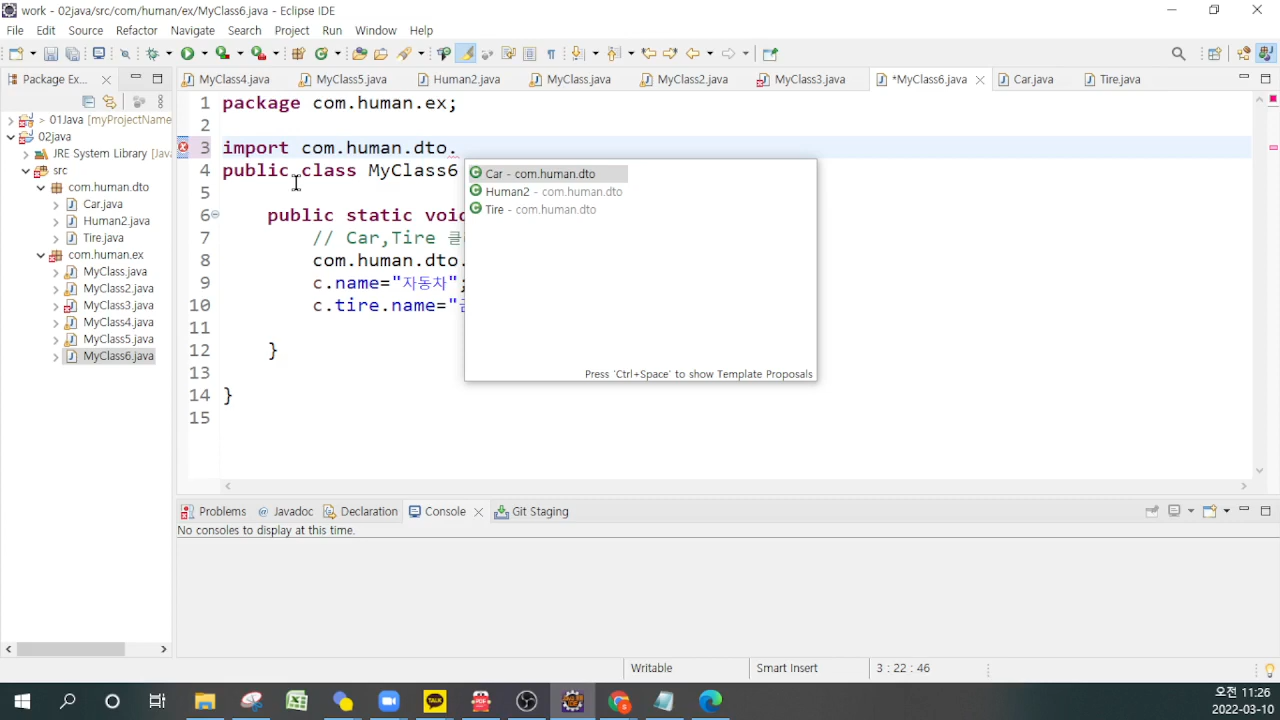 work - 02java/src/com/human/ex/MyClass6.java - Eclipse IDE
File Edit Source Refactor Navigate Search Project Run Window Help
Package Ex...
MyClass4.java MyClass5.java Human2.java MyClass.java MyClass2.java MyClass3.java *MyClass6.java Car.java Tire.java
> 01Java [myProjectName
02java
JRE System Library [Jav
src
com.human.dto
Car.java
Human2.java
Tire.java
com.human.ex
MyClass.java
MyClass2.java
MyClass3.java
MyClass4.java
MyClass5.java
MyClass6.java
1 package com.human.ex;
2
3 import com.human.dto.
4 public class MyClass6
5
6 public static voic
7 // Car,Tire 클
8 com.human.dto.
9 c.name="자동차";
10 c.tire.name="
11
12 }
13
14 }
15
Car - com.human.dto
Human2 - com.human.dto
Tire - com.human.dto
Press 'Ctrl+Space' to show Template Proposals
Problems @ Javadoc Declaration Console Git Staging
No consoles to display at this time.
Writable Smart Insert 3 : 22 : 46
TALK
PDF
오전 11:26
2022-03-10